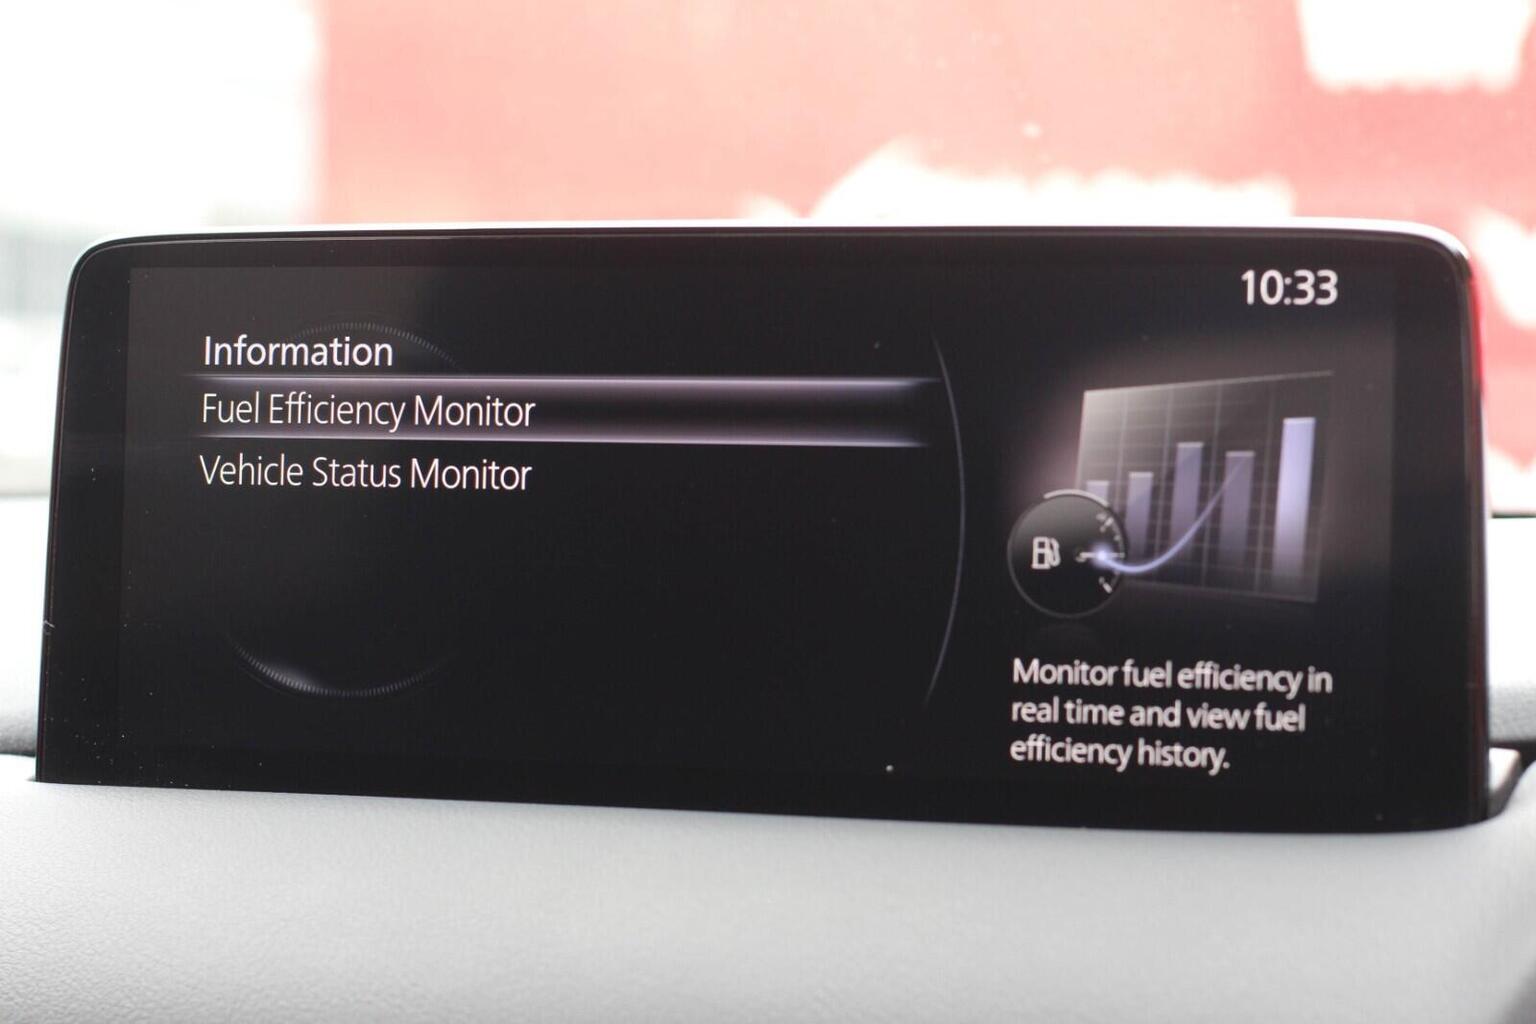 10:33
Information
Fuel Efficiency Monitor
Vehicle Status Monitor
Monitor fuel efficiency in
real time and view fuel
efficiency history.